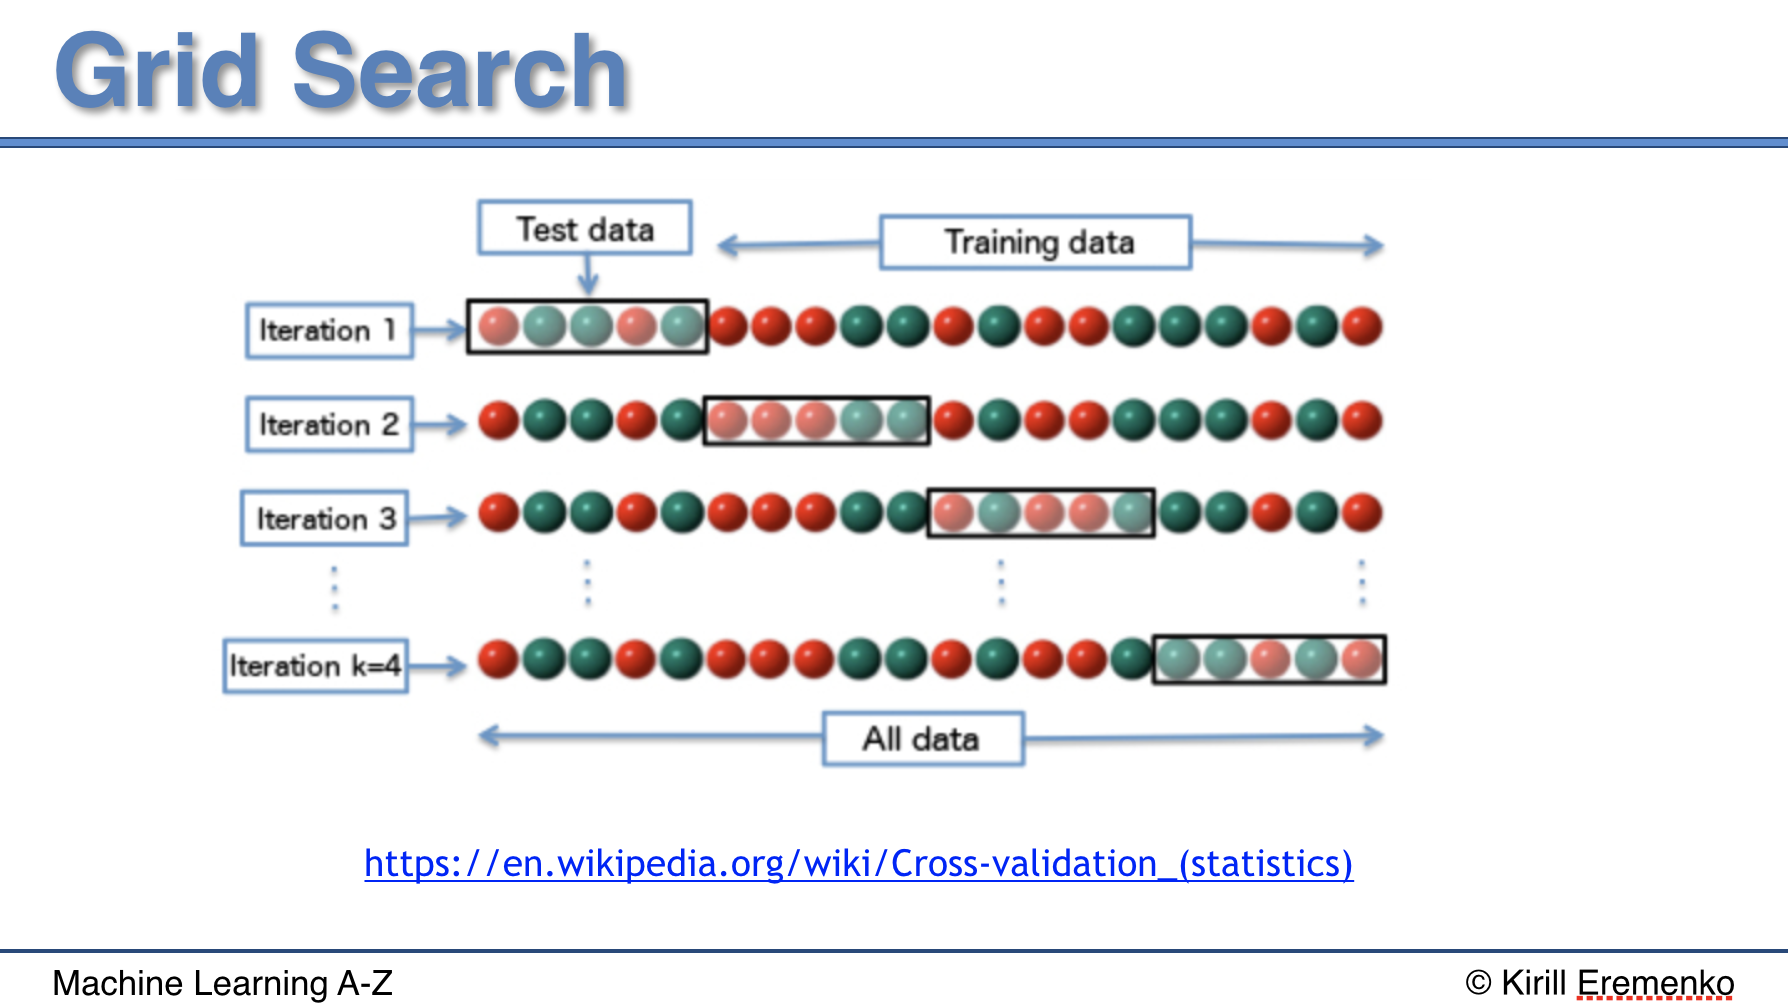 Grid Search
Test data
Training data
Iteration 1
Iteration 2
Iteration 3
Iteration k=4
All data
https://en.wikipedia.org/wiki/Cross-validation_(statistics)
Machine Learning A-Z
© Kirill Eremenko